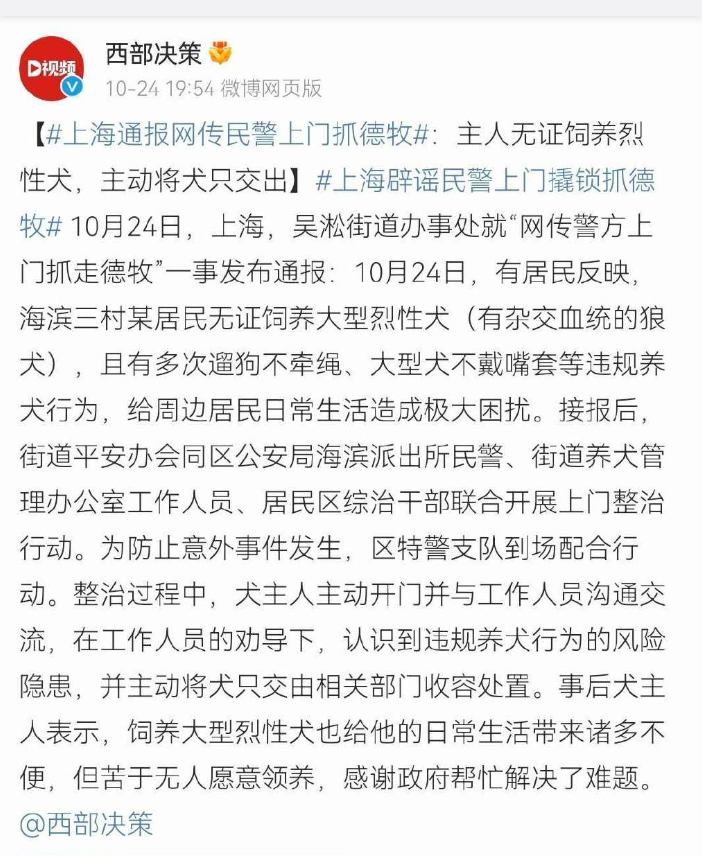 西部决策
D视频
V
10-24 19:54 微博网页版
【#上海通报网传民警上门抓德牧#：主人无证饲养烈
性犬，主动将犬只交出】#上海辟谣民警上门撬锁抓德
牧# 10月24日，上海，吴淞街道办事处就“网传警方上
门抓走德牧”一事发布通报：10月24日，有居民反映，
海滨三村某居民无证饲养大型烈性犬（有杂交血统的狼
犬），且有多次遛狗不牵绳、大型犬不戴嘴套等违规养
犬行为，给周边居民日常生活造成极大困扰。接报后，
街道平安办会同区公安局海滨派出所民警、街道养犬管
理办公室工作人员、居民区综治干部联合开展上门整治
行动。为防止意外事件发生，区特警支队到场配合行
动。整治过程中，犬主人主动开门并与工作人员沟通交
流，在工作人员的劝导下，认识到违规养犬行为的风险
隐患，并主动将犬只交由相关部门收容处置。事后犬主
人表示，饲养大型烈性犬也给他的日常生活带来诸多不
便，但苦于无人愿意领养，感谢政府帮忙解决了难题。
@西部决策